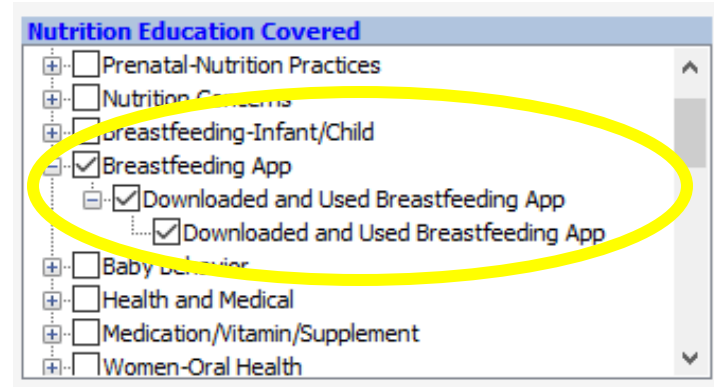 Nutrition Education Covered
Prenatal-Nutrition Practices
Nutrition Concerns
Breastfeeding-Infant/Child
Breastfeeding App
Downloaded and Used Breastfeeding App
Downloaded and Used Breastfeeding App
Baby Behavior
Health and Medical
Medication/Vitamin/Supplement
Women-Oral Health